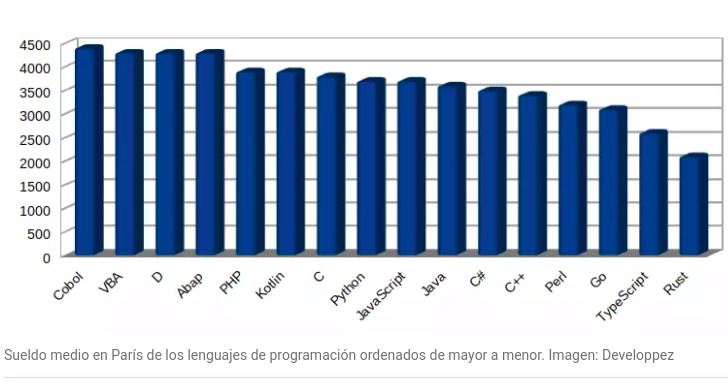 4500
4000
3500
3000
2500
2000
1500
1000
500
0
Cobol
VBA
D
Abap
PHP
Kotlin
C
Python
JavaScript
Java
C#
C++
Perl
Go
TypeScript
Rust
Sueldo medio en París de los lenguajes de programación ordenados de mayor a menor. Imagen: Developpez